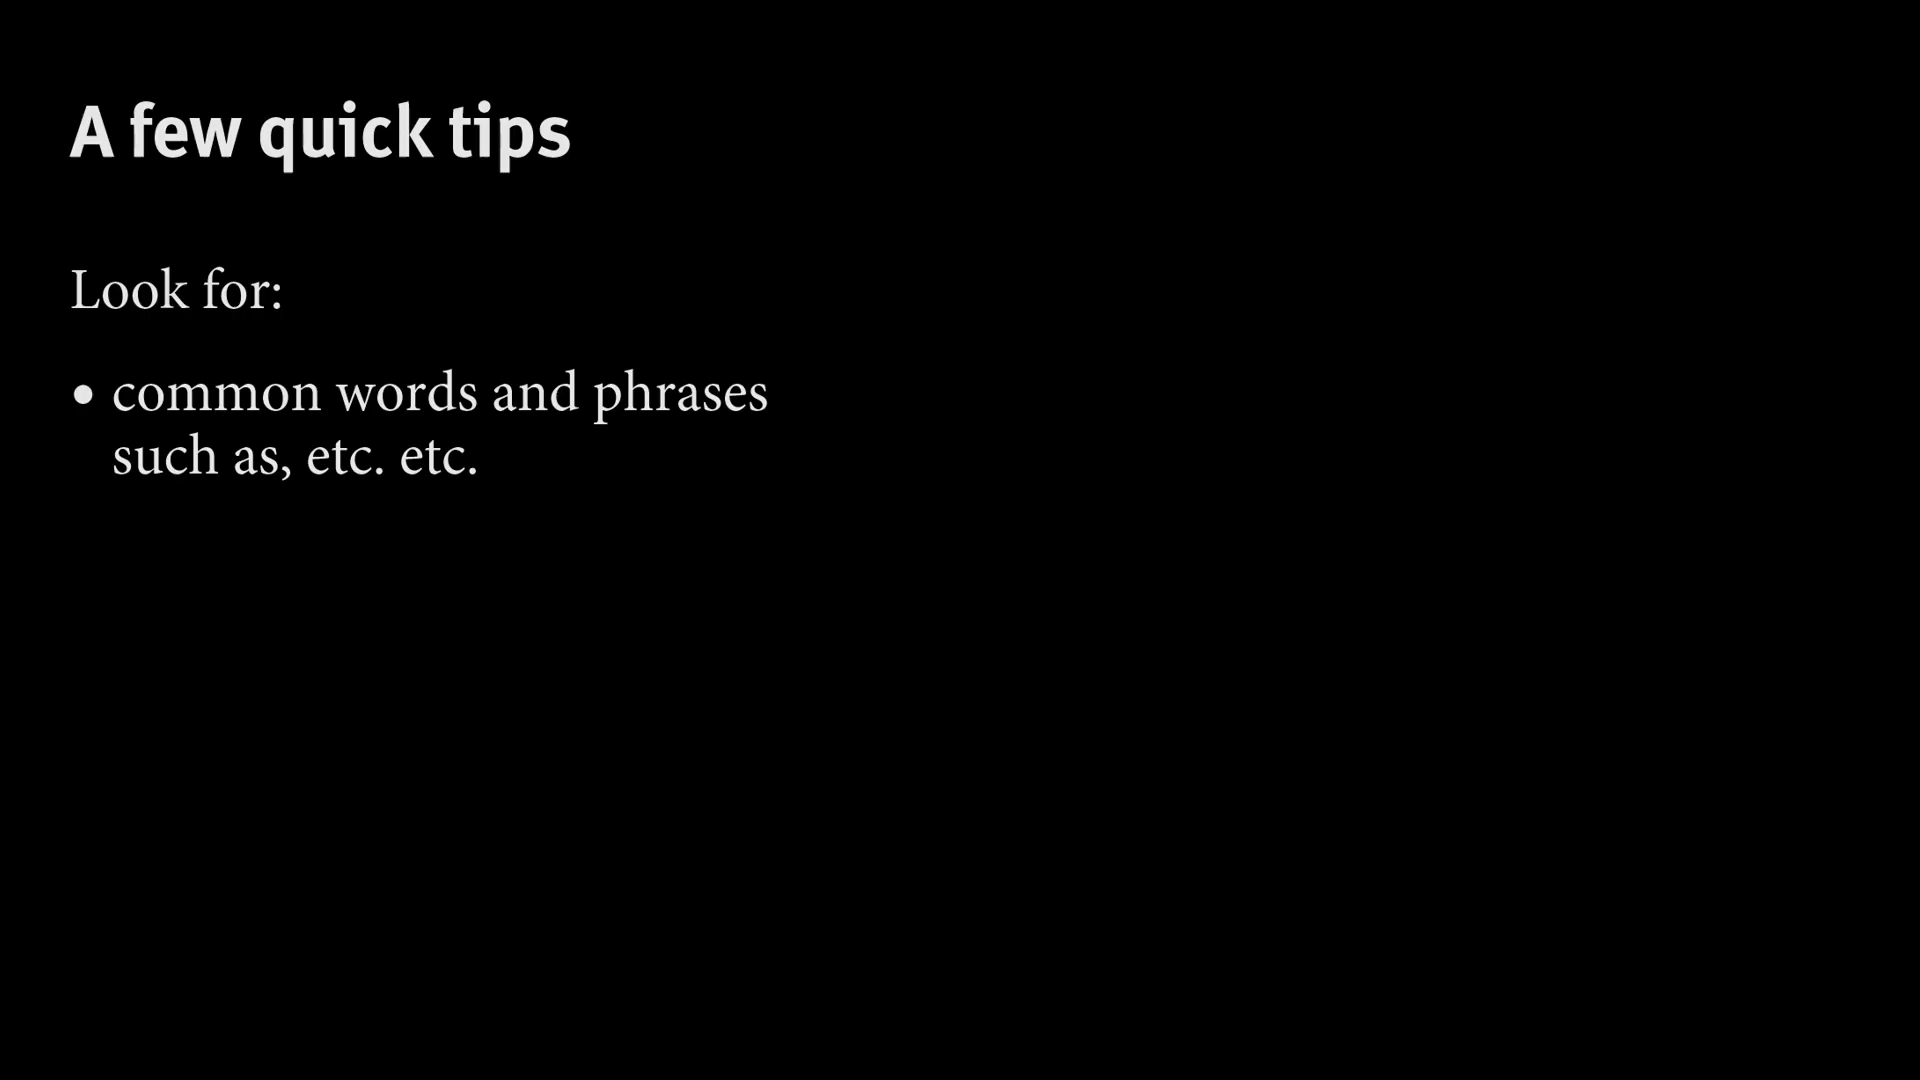 A few quick tips
Look for:
• common words and phrases
such as, etc. etc.